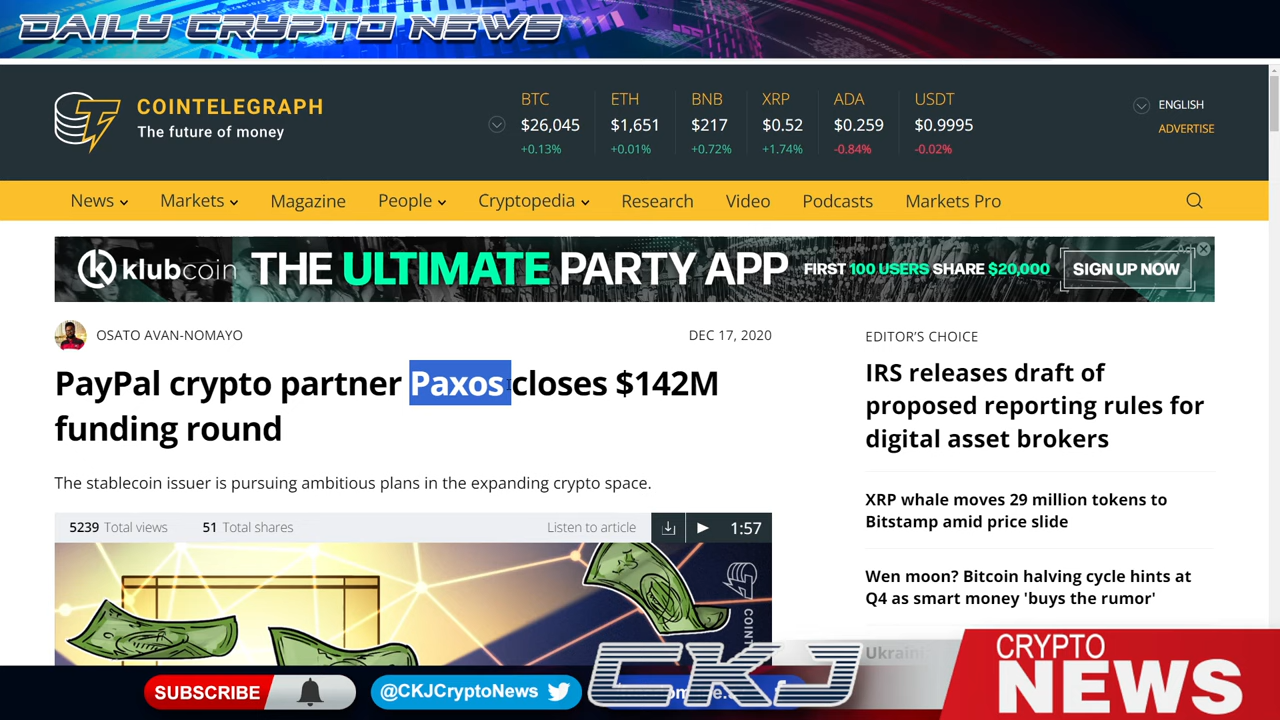 DAILY CRYPTO NEWS
COINTELEGRAPH
The future of money
BTC
$26,045
+0.13%
ETH
$1,651
+0.01%
BNB
$217
+0.72%
XRP
$0.52
+1.74%
ADA
$0.259
-0.84%
USDT
$0.9995
-0.02%
ENGLISH
ADVERTISE
News Markets Magazine People Cryptopedia Research Video Podcasts Markets Pro
klubcoin THE ULTIMATE PARTY APP FIRST 100 USERS SHARE $20,000 SIGN UP NOW
Ad
OSATO AVAN-NOMAYO
DEC 17, 2020
PayPal crypto partner Paxos closes $142M
funding round
The stablecoin issuer is pursuing ambitious plans in the expanding crypto space.
5239 Total views 51 Total shares Listen to article 1:57
COIN
EDITOR'S CHOICE
IRS releases draft of
proposed reporting rules for
digital asset brokers
XRP whale moves 29 million tokens to
Bitstamp amid price slide
Wen moon? Bitcoin halving cycle hints at
Q4 as smart money 'buys the rumor'
SUBSCRIBE
@CKJCryptoNews
CKJ
CRYPTO
NEWS